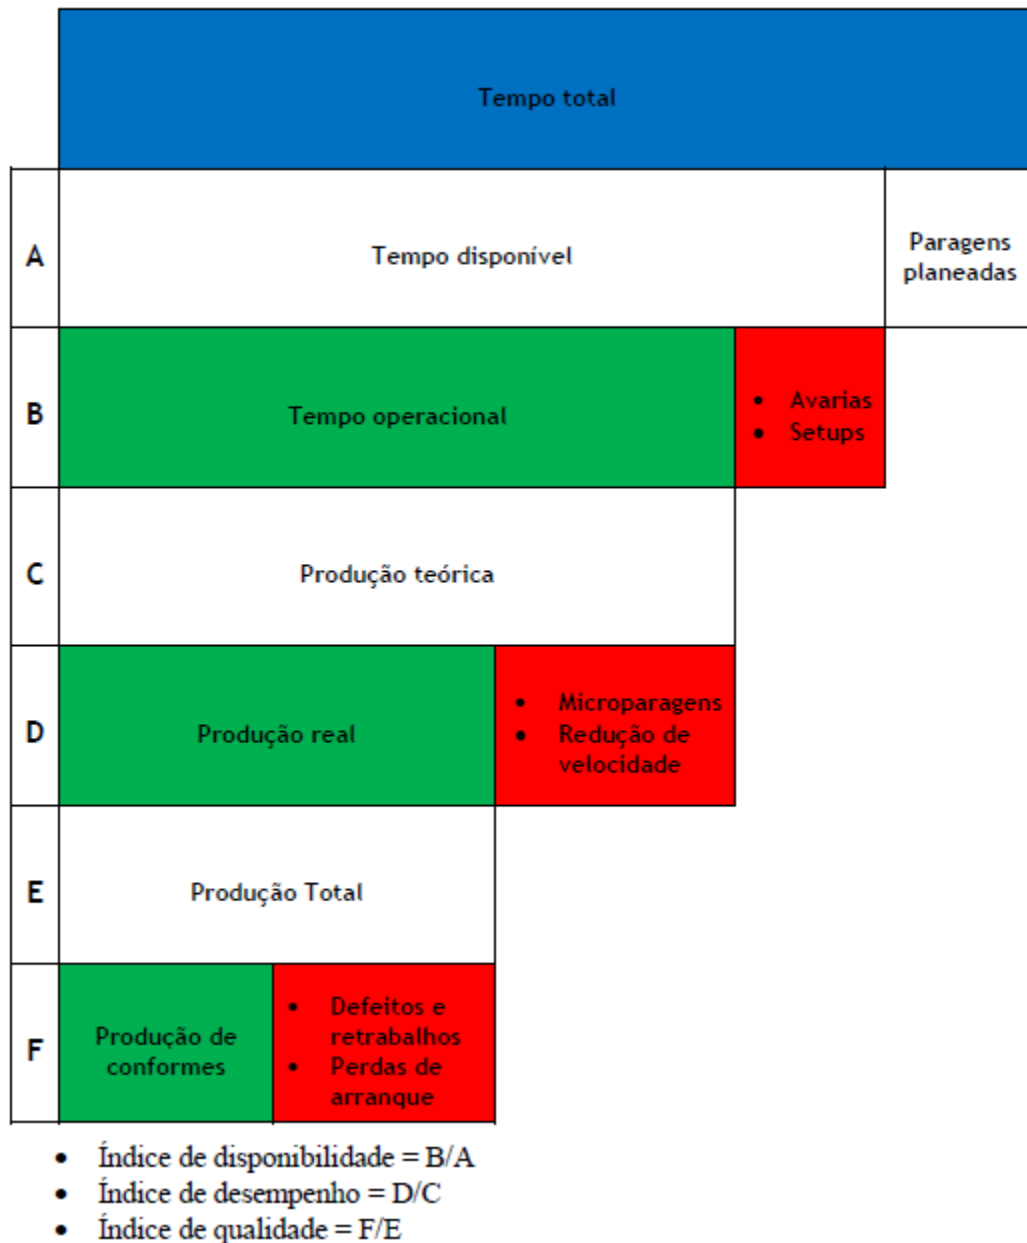 Tempo total
A
Tempo disponível
Paragens
planeadas
B
Tempo operacional
• Avarias
• Setups
C
Produção teórica
D
Produção real
• Microparagens
• Redução de
velocidade
E
Produção Total
F
Produção de
conformes
• Defeitos e
retrabalhos
• Perdas de
arranque
• Índice de disponibilidade = B/A
• Índice de desempenho = D/C
• Índice de qualidade = F/E